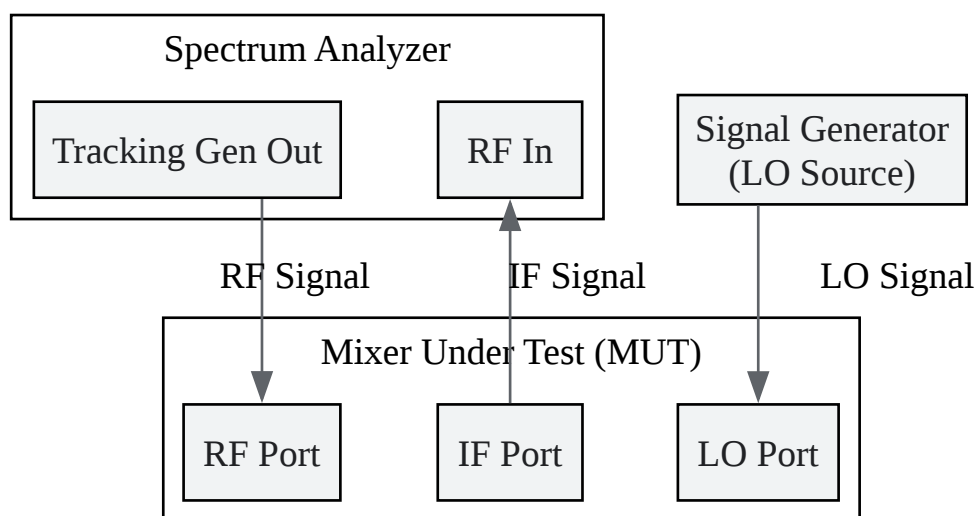 Spectrum Analyzer
Tracking Gen Out
RF In
Signal Generator
(LO Source)
RF Signal
IF Signal
LO Signal
Mixer Under Test (MUT)
RF Port
IF Port
LO Port